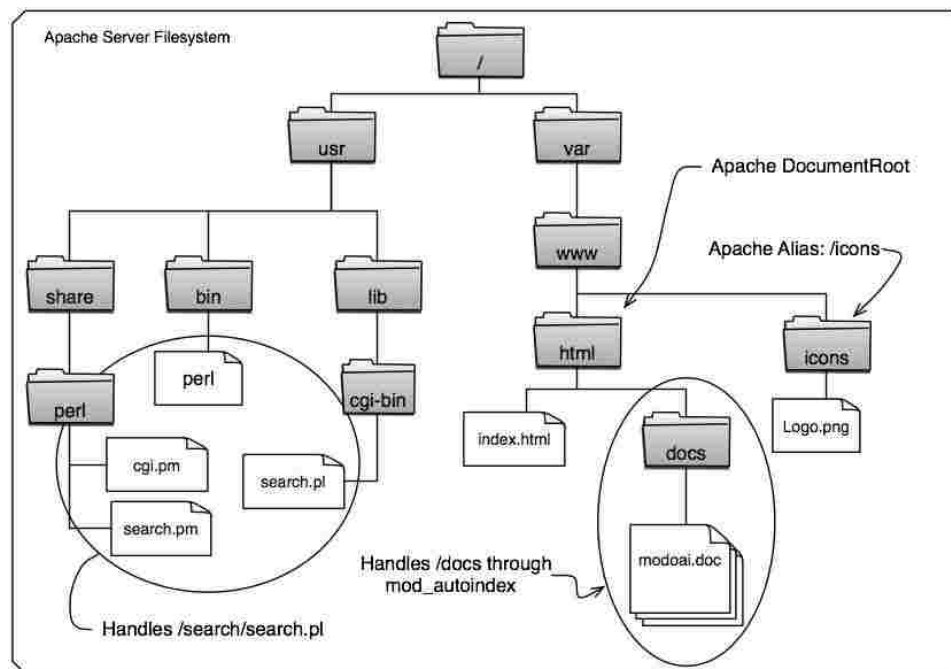 Apache Server Filesystem
/
usr
var
Apache DocumentRoot
www
Apache Alias: /icons
share
bin
lib
html
icons
perl
perl
cgi-bin
index.html
docs
Logo.png
cgi.pm
search.pl
search.pm
modoai.doc
Handles /docs through
mod_autoindex
Handles /search/search.pl